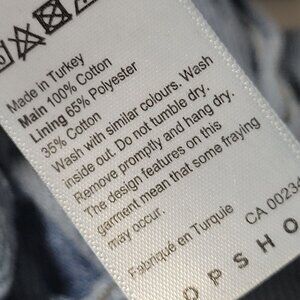 Made in Turkey
Main 100% Cotton
Lining 65% Polyester
35% Cotton
Wash with similar colours. Wash
inside out. Do not tumble dry.
Remove promptly and hang dry.
The design features on this
garment mean that some fraying
may occur.
Fabriqué en Turquie
CA 00234
OPSHO